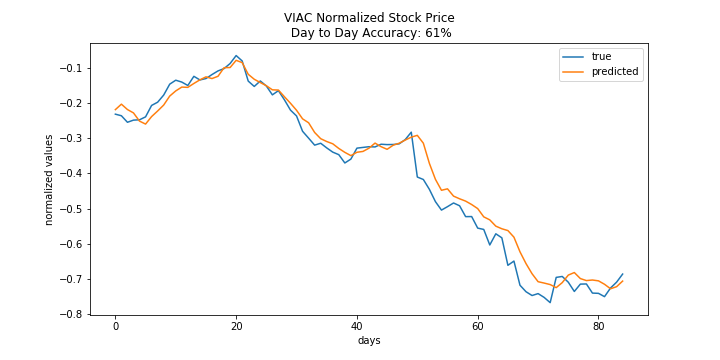 VIAC Normalized Stock Price
Day to Day Accuracy: 61%
true
predicted
normalized values
−0.1
−0.2
−0.3
−0.4
−0.5
−0.6
−0.7
−0.8
0
20
40
60
80
days